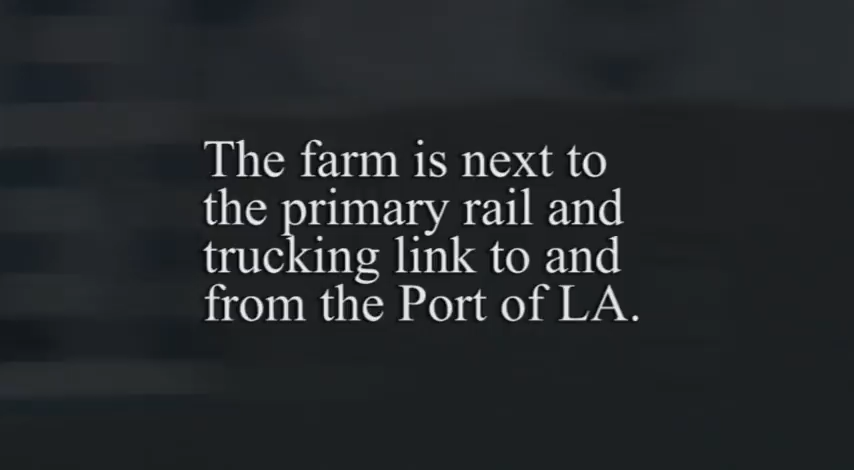 The farm is next to
the primary rail and
trucking link to and
from the Port of LA.